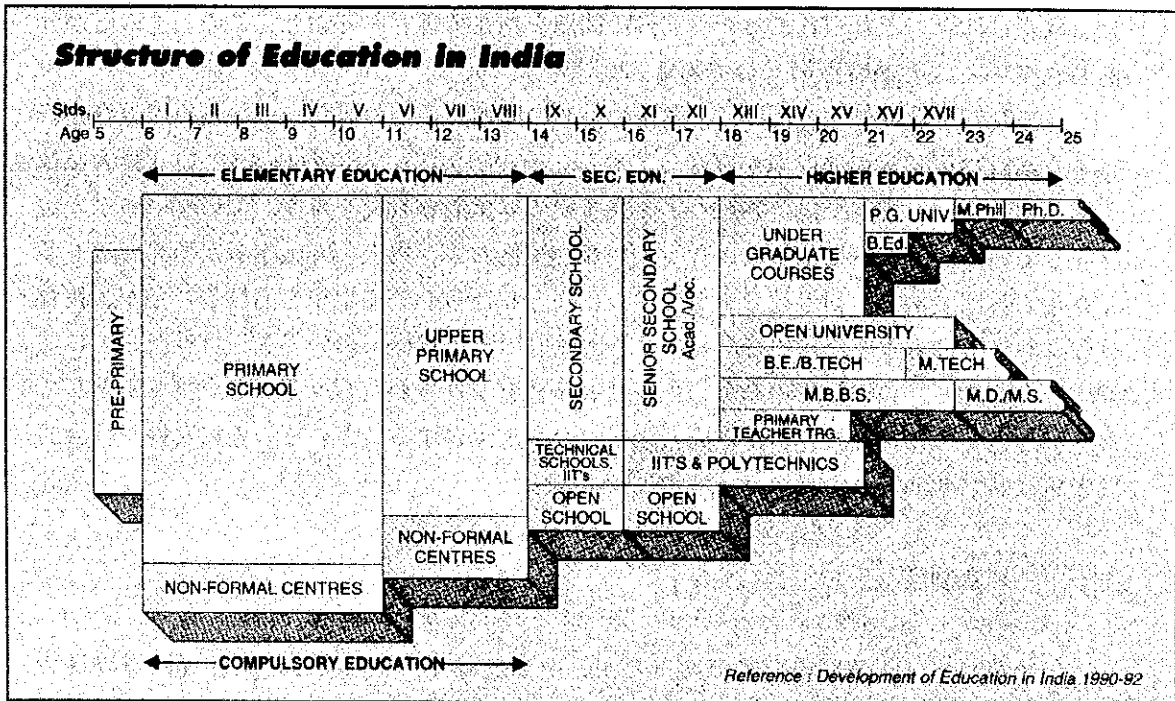 Structure of Education in India
Stds. I II III IV V VI VII VIII IX X XI XII XIII XIV XV XVI XVII
Age 5 6 7 8 9 10 11 12 13 14 15 16 17 18 19 20 21 22 23 24 25
ELEMENTARY EDUCATION SEC. EDN. HIGHER EDUCATION
PRE-PRIMARY
PRIMARY
SCHOOL
NON-FORMAL CENTRES
UPPER
PRIMARY
SCHOOL
NON-FORMAL
CENTRES
SECONDARY SCHOOL
TECHNICAL
SCHOOLS.
IIT's
OPEN
SCHOOL
SENIOR SECONDARY
SCHOOL
Acad./Voc.
IIT'S & POLYTECHNICS
OPEN
SCHOOL
UNDER
GRADUATE
COURSES
P.G. UNIV M.Phil Ph.D.
B.Ed.
OPEN UNIVERSITY
B.E./B.TECH M.TECH
M.B.B.S. M.D./M.S.
PRIMARY
TEACHER TRG.
COMPULSORY EDUCATION
Reference : Development of Education in India 1990-92